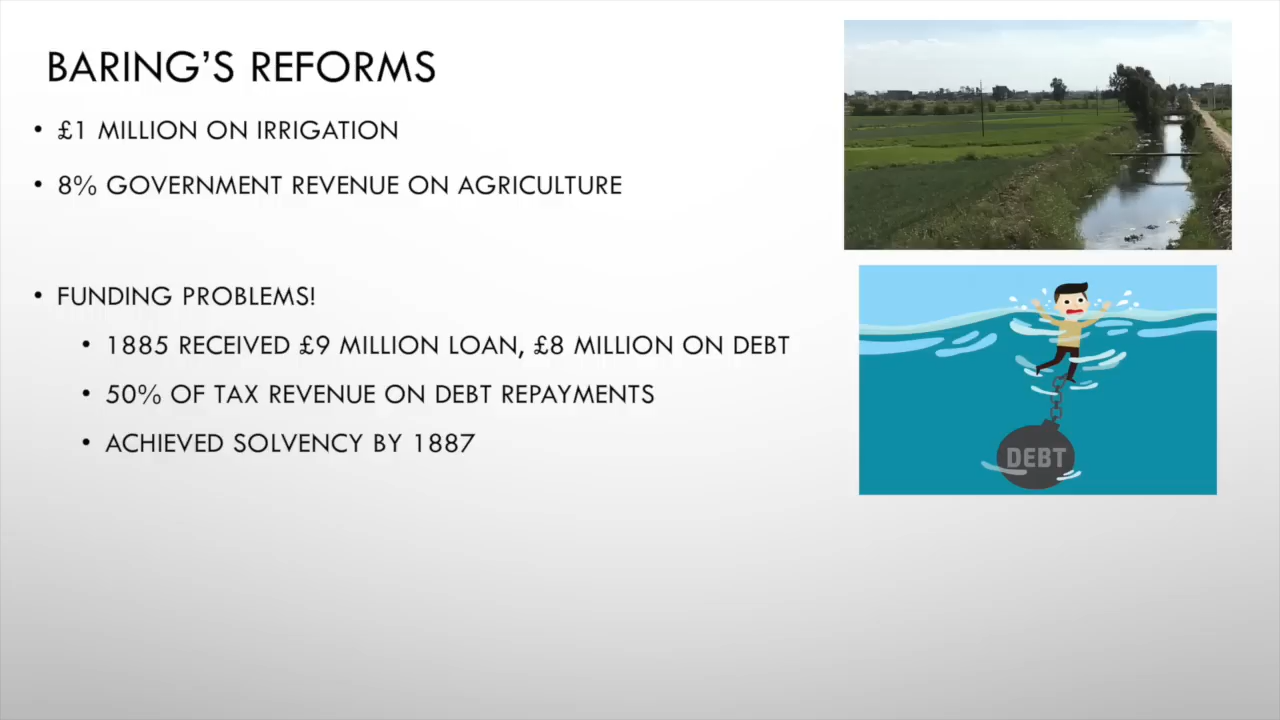 BARING’S REFORMS
• £1 MILLION ON IRRIGATION
• 8% GOVERNMENT REVENUE ON AGRICULTURE
• FUNDING PROBLEMS!
• 1885 RECEIVED £9 MILLION LOAN, £8 MILLION ON DEBT
• 50% OF TAX REVENUE ON DEBT REPAYMENTS
• ACHIEVED SOLVENCY BY 1887
DEBT